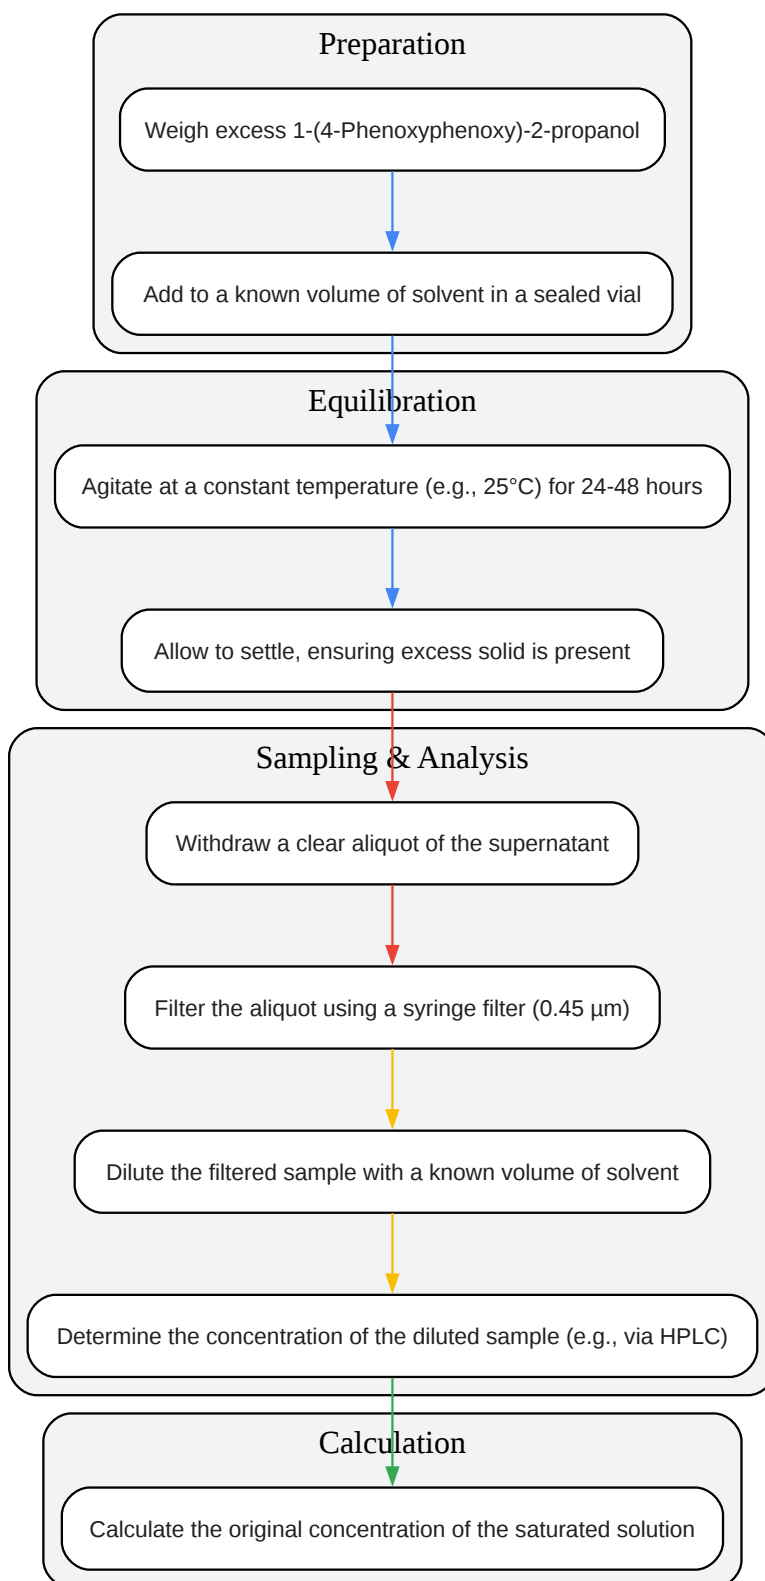 Preparation
Weigh excess 1-(4-Phenoxyphenoxy)-2-propanol
Add to a known volume of solvent in a sealed vial
Equilibration
Agitate at a constant temperature (e.g., 25°C) for 24-48 hours
Allow to settle, ensuring excess solid is present
Sampling & Analysis
Withdraw a clear aliquot of the supernatant
Filter the aliquot using a syringe filter (0.45 µm)
Dilute the filtered sample with a known volume of solvent
Determine the concentration of the diluted sample (e.g., via HPLC)
Calculation
Calculate the original concentration of the saturated solution